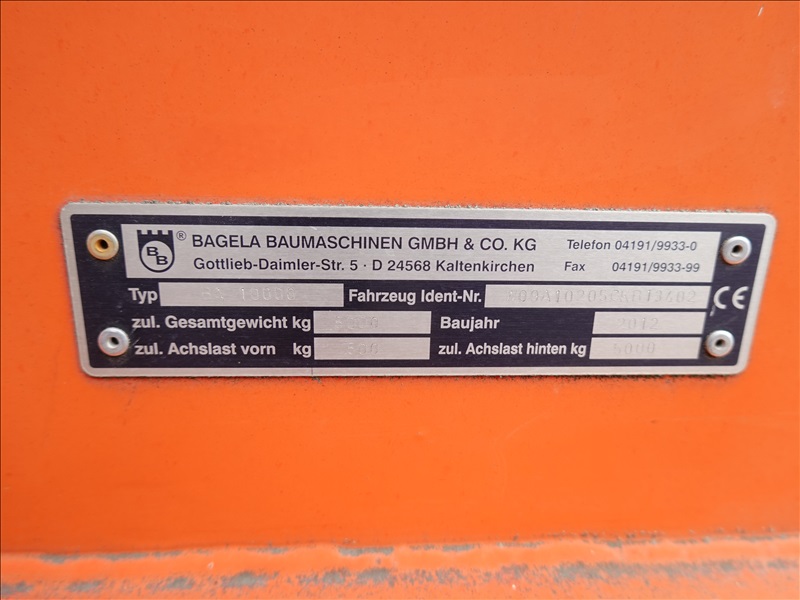 BB ® BAGELA BAUMASCHINEN GMBH & CO. KG Telefon 04191/9933-0
Gottlieb-Daimler-Str. 5 · D 24568 Kaltenkirchen Fax 04191/9933-99
Typ Fahrzeug Ident-Nr. CE
zul. Gesamtgewicht kg Baujahr 2012
zul. Achslast vorn kg zul. Achslast hinten kg 5000